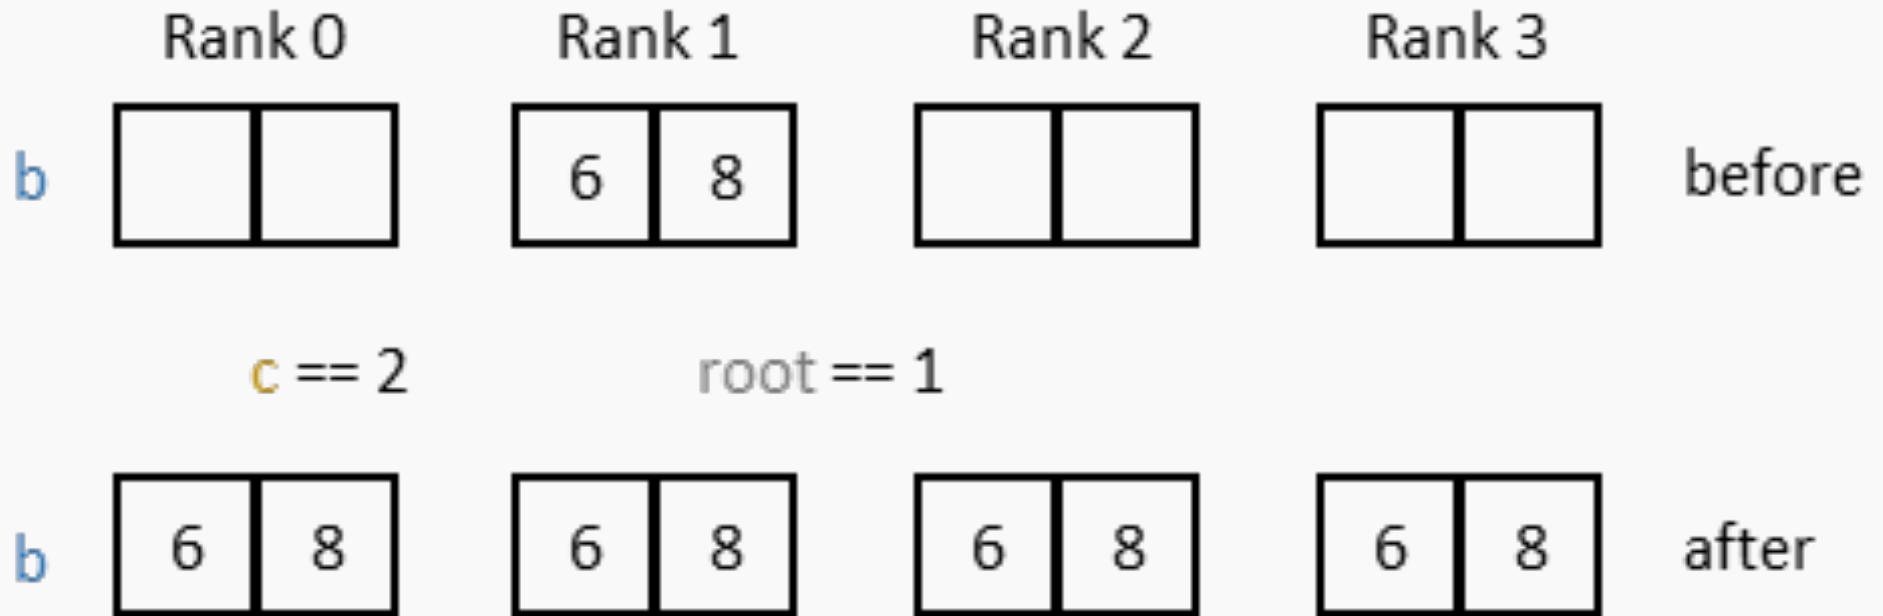 Rank 0 Rank 1 Rank 2 Rank 3
b 6 8 before
c == 2 root == 1
b 6 8 6 8 6 8 6 8 after